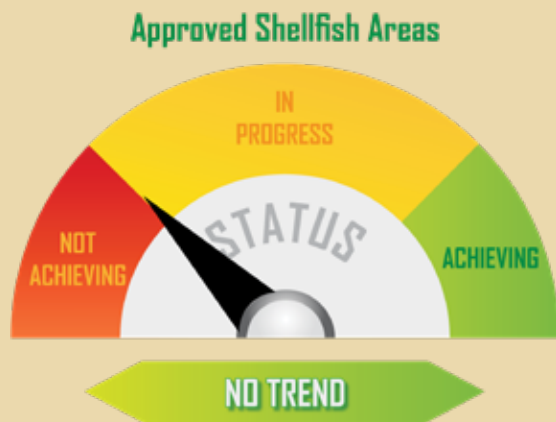 Approved Shellfish Areas
IN
PROGRESS
NOT
ACHIEVING
STATUS
ACHIEVING
NO TREND